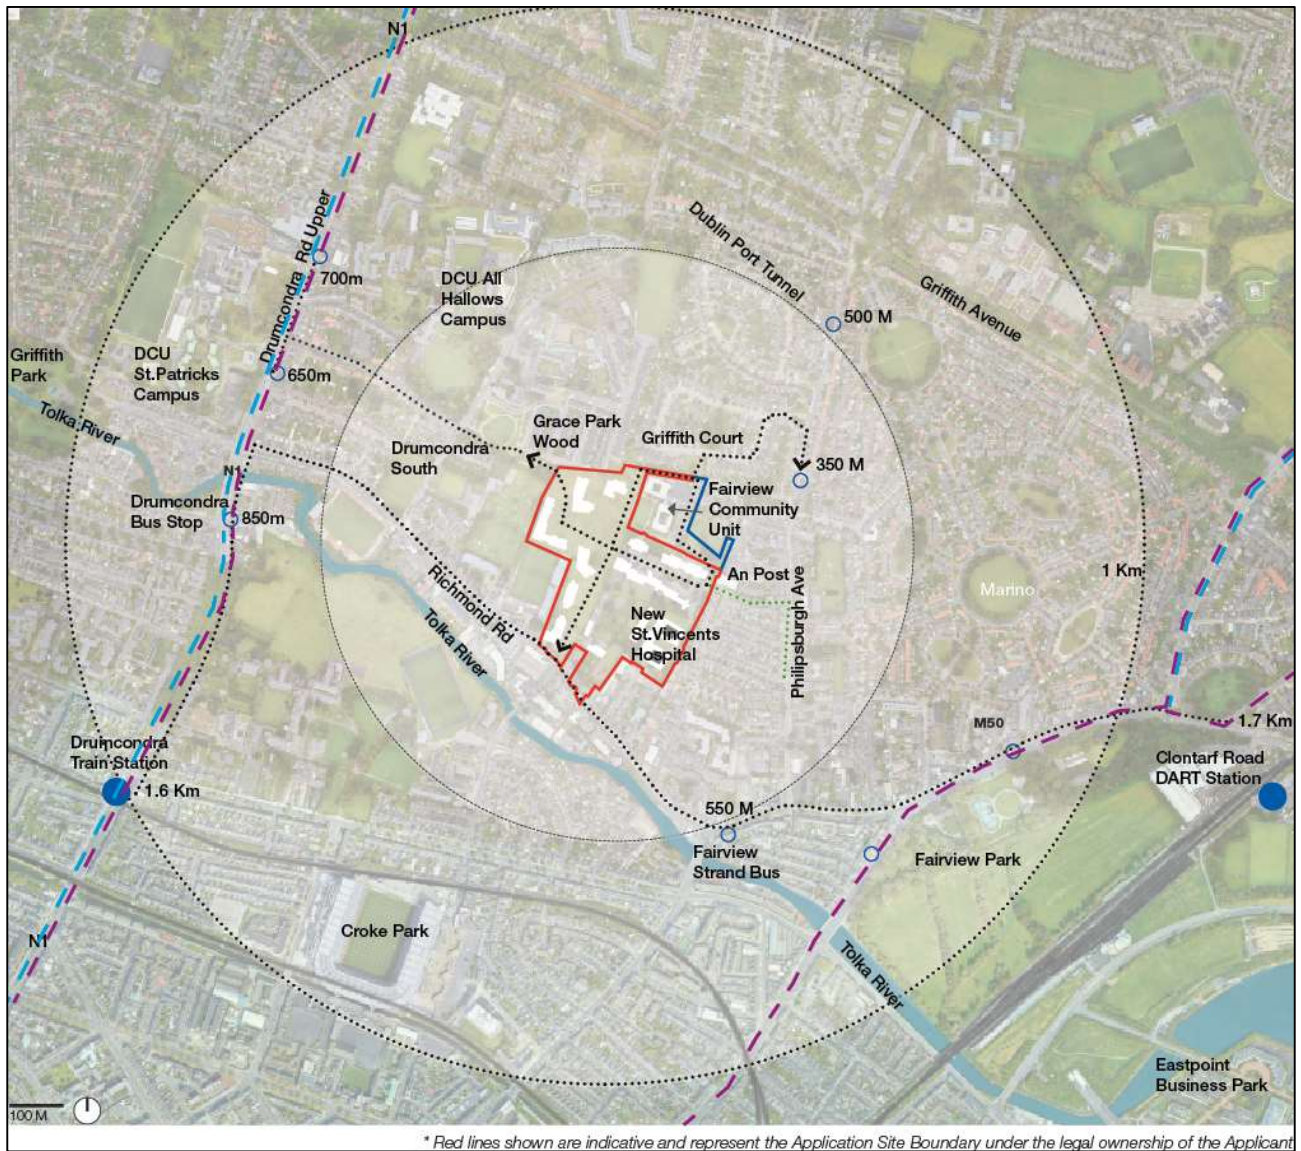 N1
Drumcondra Rd Upper
700m
DCU All
Hallows
Campus
Dublin Port Tunnel
Griffith Avenue
500 M
Griffith
Park
DCU
St.Patricks
Campus
650m
Tolka River
Grace Park
Wood
Griffith Court
Drumcondra
South
350 M
N1
Drumcondra
Bus Stop
850m
Fairview
Community
Unit
An Post
1 Km
Marino
Richmond Rd
Tolka River
New
St.Vincents
Hospital
Philipsburgh Ave
M50
1.7 Km
Drumcondra
Train Station
1.6 Km
Clontarf Road
DART Station
550 M
Fairview
Strand Bus
Fairview Park
Croke Park
N1
Tolka River
Eastpoint
Business Park
100 M
* Red lines shown are indicative and represent the Application Site Boundary under the legal ownership of the Applicant